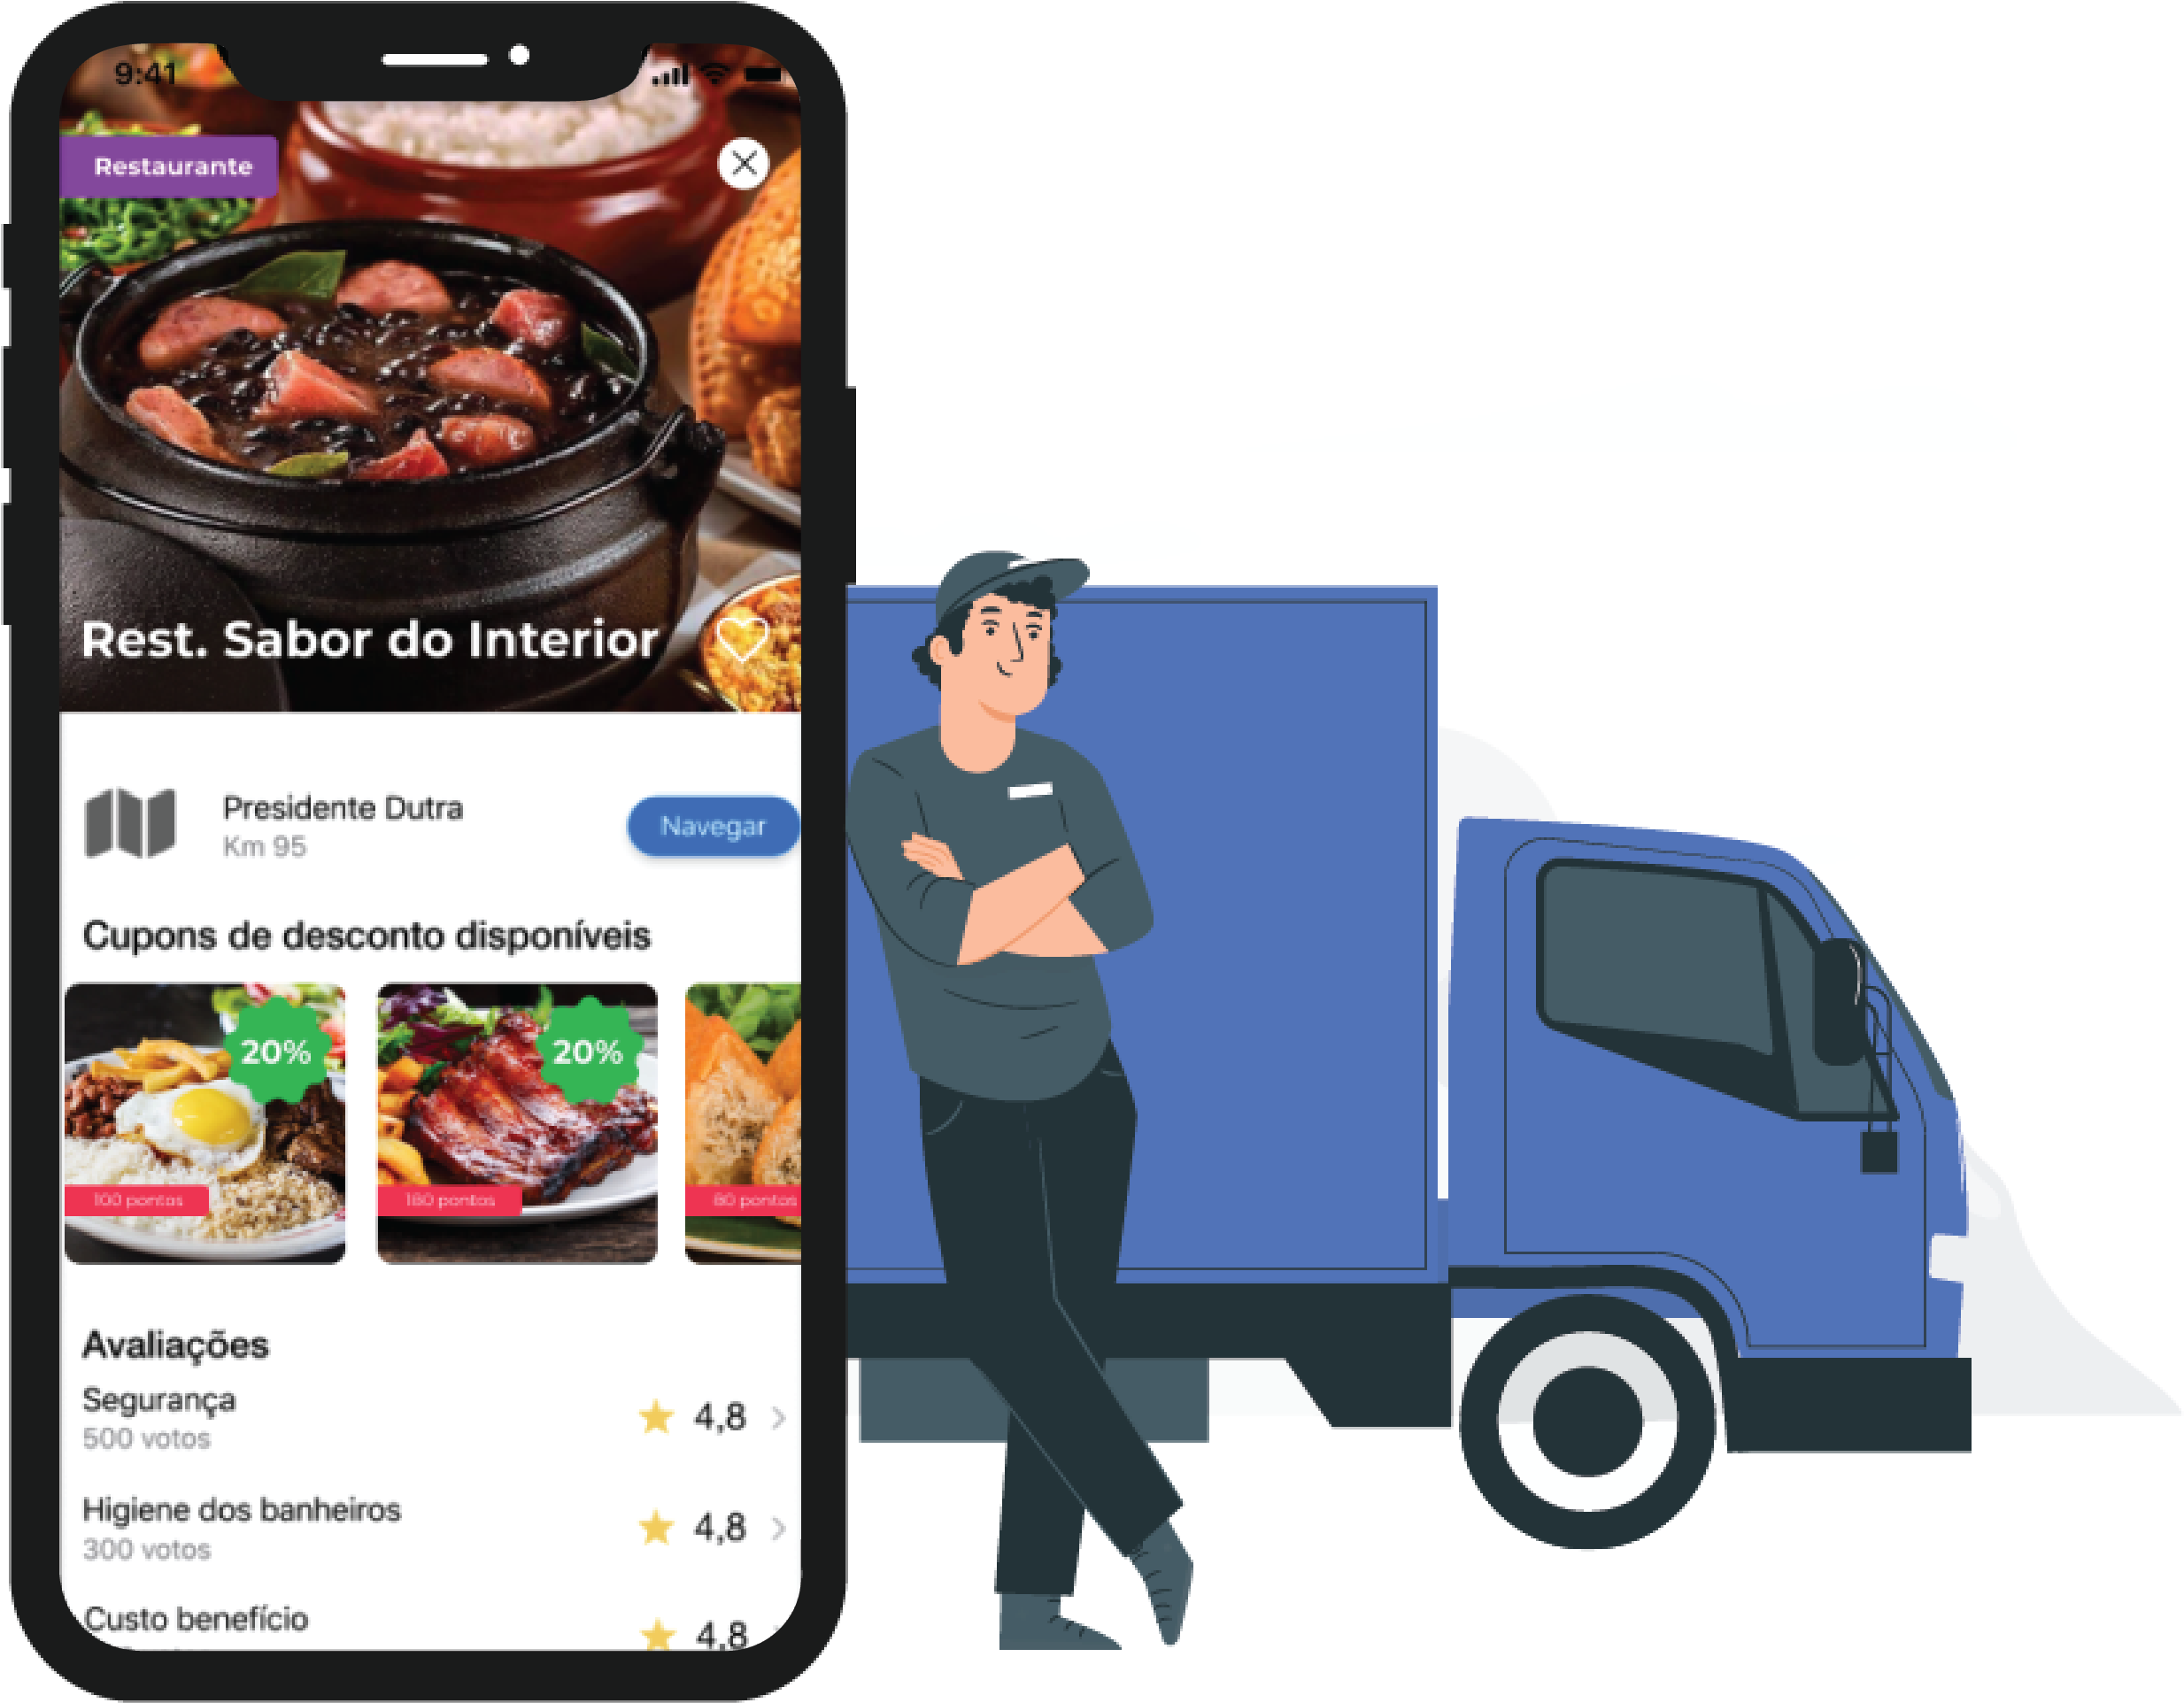 9:41
Restaurante
Rest. Sabor do Interior
Presidente Dutra
Km 95
Navegar
Cupons de desconto disponíveis
20%
20%
100 pontos
180 pontos
80 pontos
Avaliações
Segurança
500 votos
4,8
Higiene dos banheiros
300 votos
4,8
Custo benefício
4,8